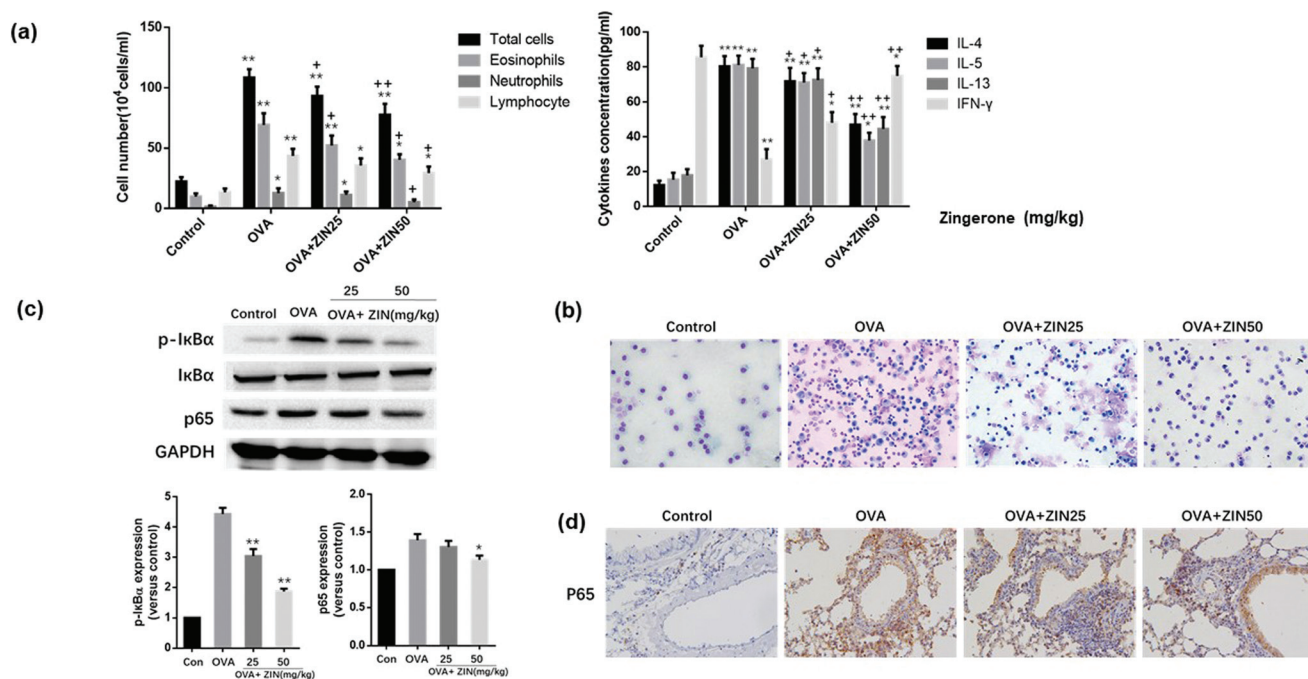 (a)
Cell number(10⁴cells/ml)
150
100
50
0
Total cells
Eosinophils
Neutrophils
Lymphocyte
**
**
*
**
+
**
+
**
*
*
++
**
+
*
+
+
*
Control
OVA
OVA+ZIN25
OVA+ZIN50
Cytokines concentration(pg/ml)
100
80
60
40
20
0
IL-4
IL-5
IL-13
IFN-γ
**
**
**
**
+
**
+
**
+
**
+
*
++
**
++
*
++
**
++
*
Control
OVA
OVA+ZIN25
OVA+ZIN50
Zingerone (mg/kg)
(c)
25 50
Control OVA OVA+ ZIN(mg/kg)
p-IκBα
IκBα
p65
GAPDH
p-IκBα expression
(versus control)
5
4
3
2
1
0
**
**
Con OVA 25 50
OVA+ ZIN(mg/kg)
p65 expression
(versus control)
2.0
1.5
1.0
0.5
0.0
*
Con OVA 25 50
OVA+ ZIN(mg/kg)
(b)
Control OVA OVA+ZIN25 OVA+ZIN50
(d)
Control OVA OVA+ZIN25 OVA+ZIN50
P65